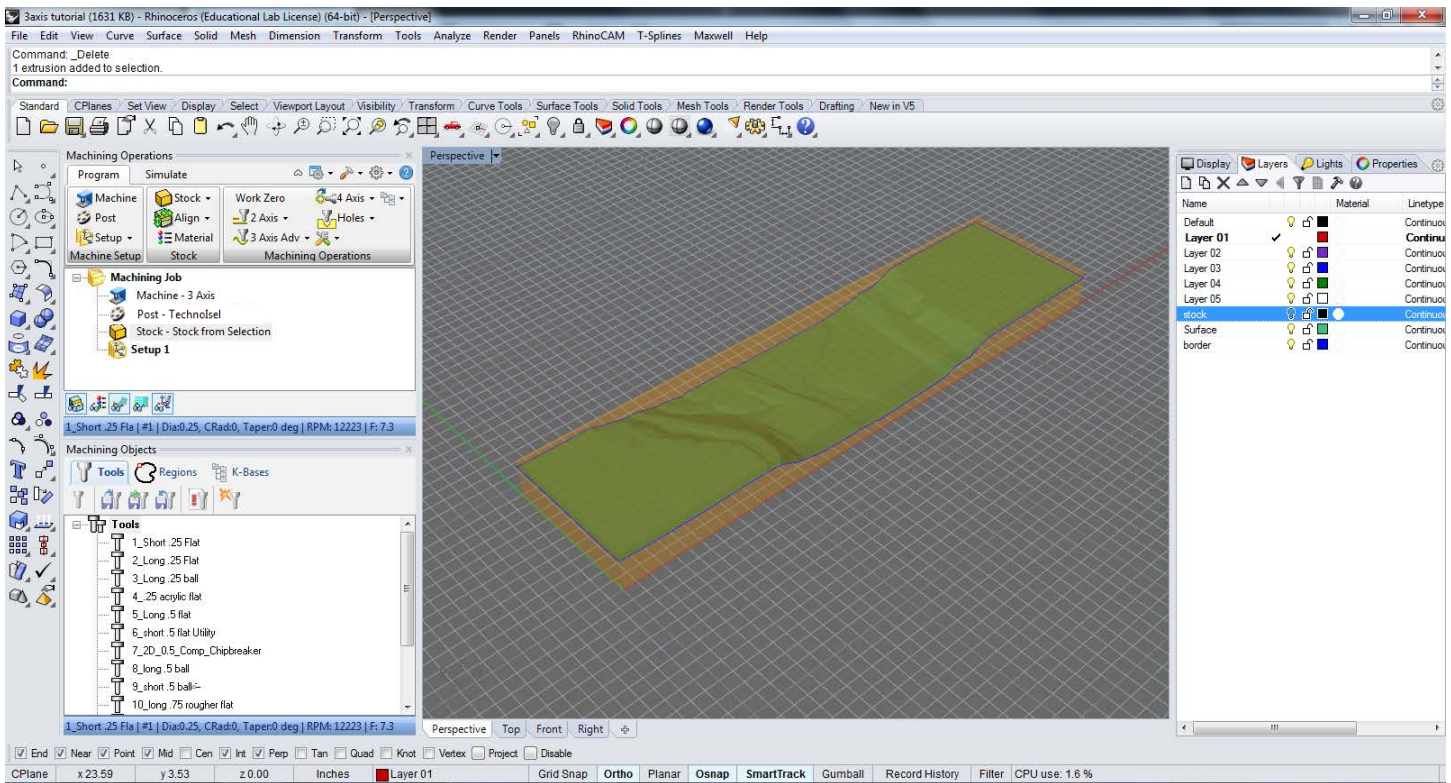 3axis tutorial (1631 KB) - Rhinoceros (Educational Lab License) (64-bit) - [Perspective]
File Edit View Curve Surface Solid Mesh Dimension Transform Tools Analyze Render Panels RhinoCAM T-Splines Maxwell Help
Command: _Delete
1 extrusion added to selection.
Command:
Standard CPlanes Set View Display Select Viewport Layout Visibility Transform Curve Tools Surface Tools Solid Tools Mesh Tools Render Tools Drafting New in V5
Machining Operations
Program Simulate
Machine Stock Work Zero 4 Axis
Post Align 2 Axis Holes
Setup Material 3 Axis Adv
Machine Setup Stock Machining Operations
Machining Job
Machine - 3 Axis
Post - Technolsel
Stock - Stock from Selection
Setup 1
1_Short .25 Fla | #1 | Dia:0.25, CRad:0, Taper:0 deg | RPM: 12223 | F: 7.3
Machining Objects
Tools Regions K-Bases
Tools
1_Short .25 Flat
2_Long .25 Flat
3_Long .25 ball
4_.25 acrylic flat
5_Long .5 flat
6_short .5 flat Utility
7_2D_0.5_Comp_Chipbreaker
8_long .5 ball
9_short .5 ball
10_long .75 rougher flat
1_Short .25 Fla | #1 | Dia:0.25, CRad:0, Taper:0 deg | RPM: 12223 | F: 7.3
Perspective
Perspective Top Front Right
Display Layers Lights Properties
Name Material Linetype
Default Continuou
Layer 01 Continu
Layer 02 Continuou
Layer 03 Continuou
Layer 04 Continuou
Layer 05 Continuou
stock Continuou
Surface Continuou
border Continuou
End Near Point Mid Cen Int Perp Tan Quad Knot Vertex Project Disable
CPlane x 23.59 y 3.53 z 0.00 Inches Layer 01 Grid Snap Ortho Planar Osnap SmartTrack Gumball Record History Filter CPU use: 1.6 %